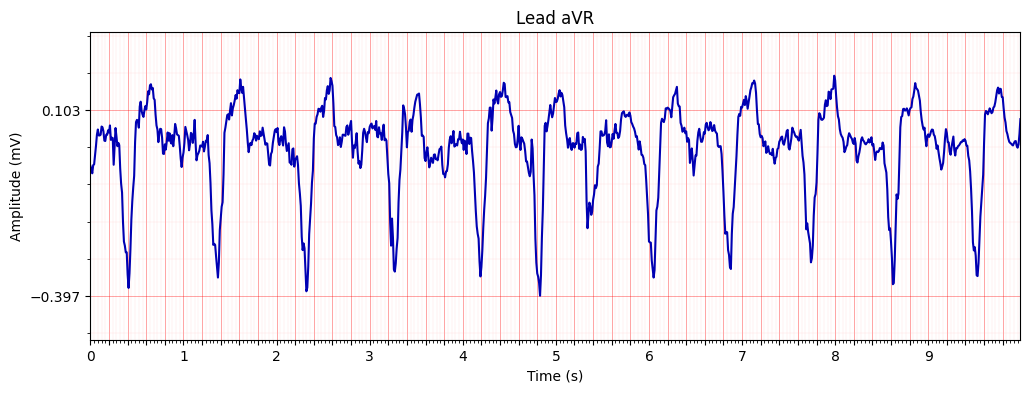 Lead aVR
Amplitude (mV)
0.103
−0.397
0 1 2 3 4 5 6 7 8 9
Time (s)